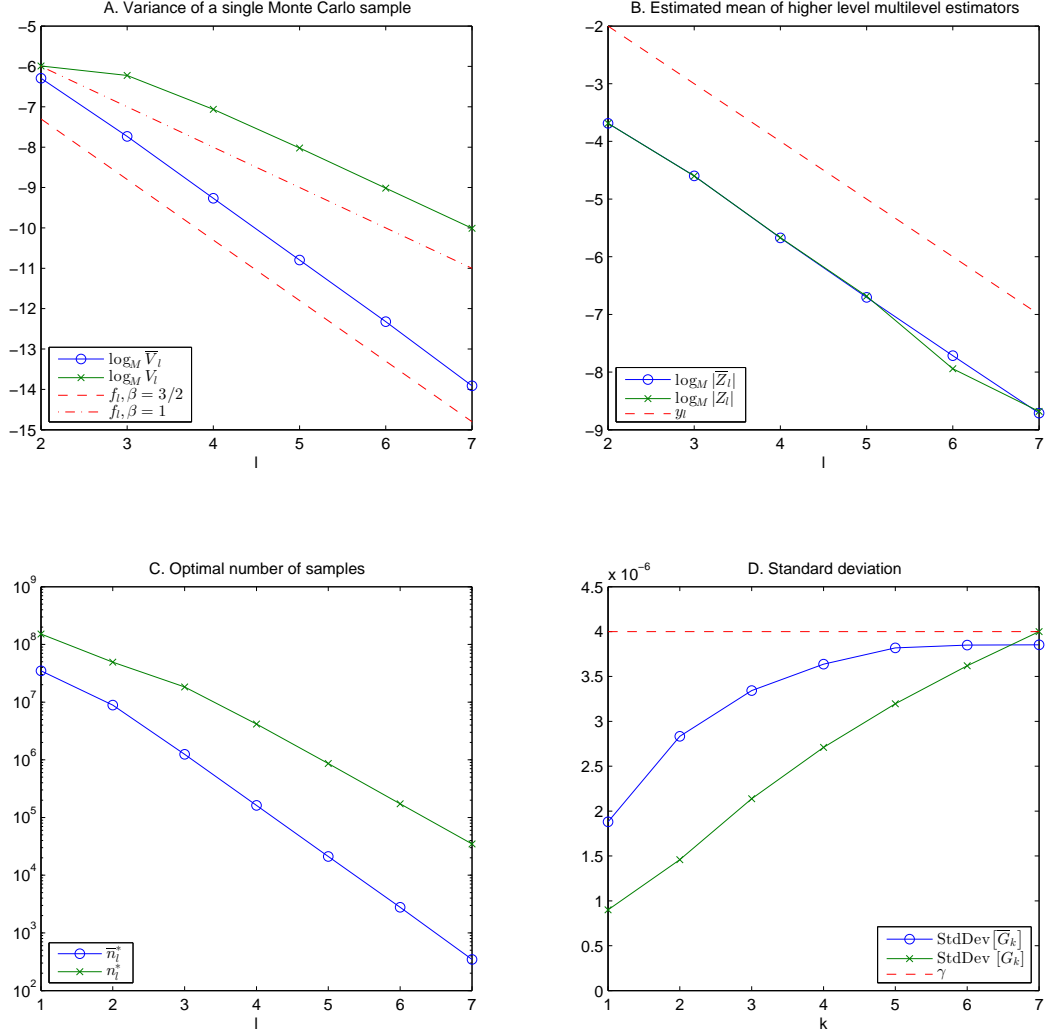 A. Variance of a single Monte Carlo sample
−5
−6
−7
−8
−9
−10
−11
−12
−13
−14
−15
2 3 4 5 6 7
l
log_M V̅_l
log_M V_l
f_l, β = 3/2
f_l, β = 1
B. Estimated mean of higher level multilevel estimators
−2
−3
−4
−5
−6
−7
−8
−9
2 3 4 5 6 7
l
log_M |Z̅_l|
log_M |Z_l|
y_l
C. Optimal number of samples
10^9
10^8
10^7
10^6
10^5
10^4
10^3
10^2
1 2 3 4 5 6 7
l
n̅_l^*
n_l^*
D. Standard deviation
x 10^−6
4.5
4
3.5
3
2.5
2
1.5
1
0.5
0
1 2 3 4 5 6 7
k
StdDev [G̅_k]
StdDev [G_k]
γ